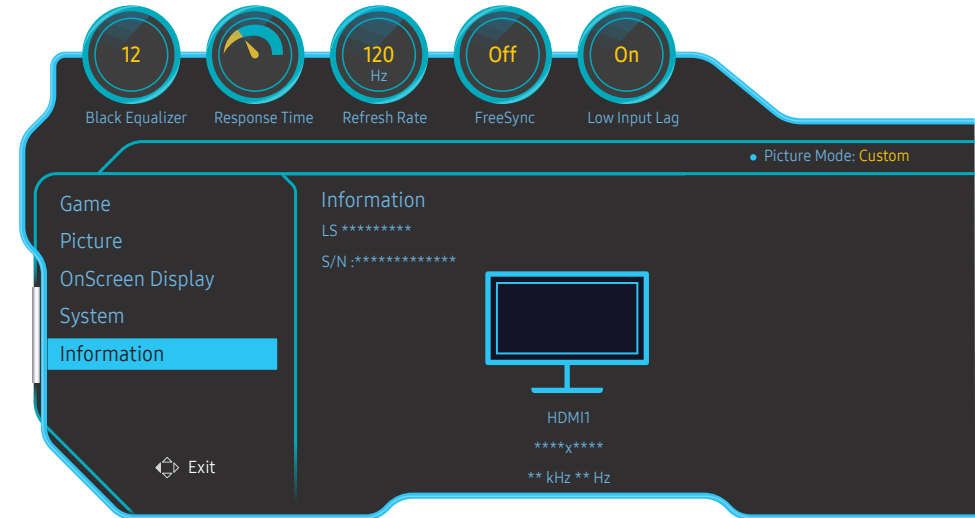 12
120
Hz
Off
On
Black Equalizer
Response Time
Refresh Rate
FreeSync
Low Input Lag
Picture Mode: Custom
Game
Picture
OnScreen Display
System
Information
Exit
Information
LS *********
S/N :*************
HDMI1
****x****
** kHz ** Hz